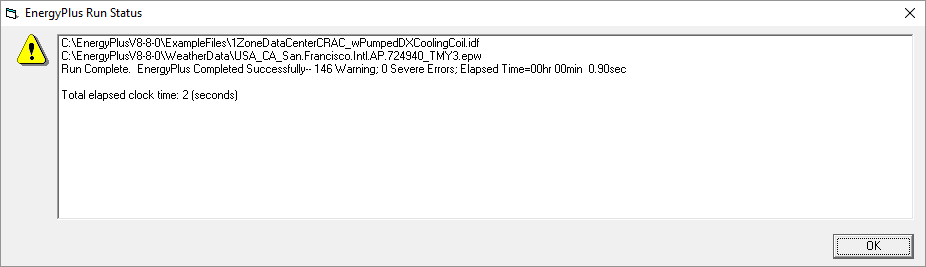 EnergyPlus Run Status
C:\EnergyPlusV8-8-0\ExampleFiles\1ZoneDataCenterCRAC_wPumpedDXCoolingCoil.idf
C:\EnergyPlusV8-8-0\WeatherData\USA_CA_San.Francisco.Intl.AP.724940_TMY3.epw
Run Complete.  EnergyPlus Completed Successfully-- 146 Warning; 0 Severe Errors; Elapsed Time=00hr 00min  0.90sec
Total elapsed clock time: 2 (seconds)
OK